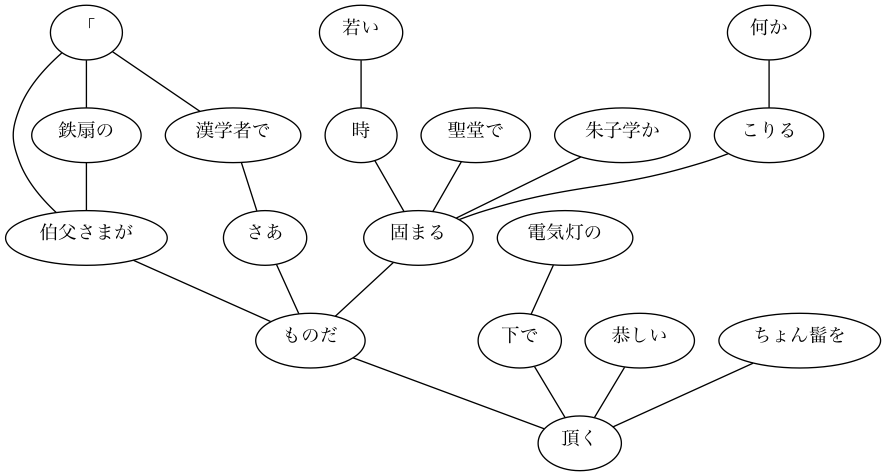 「
若い
何か
鉄扇の
漢学者で
時
聖堂で
朱子学か
こりる
伯父さまが
さあ
固まる
電気灯の
ものだ
下で
恭しい
ちょん髷を
頂く